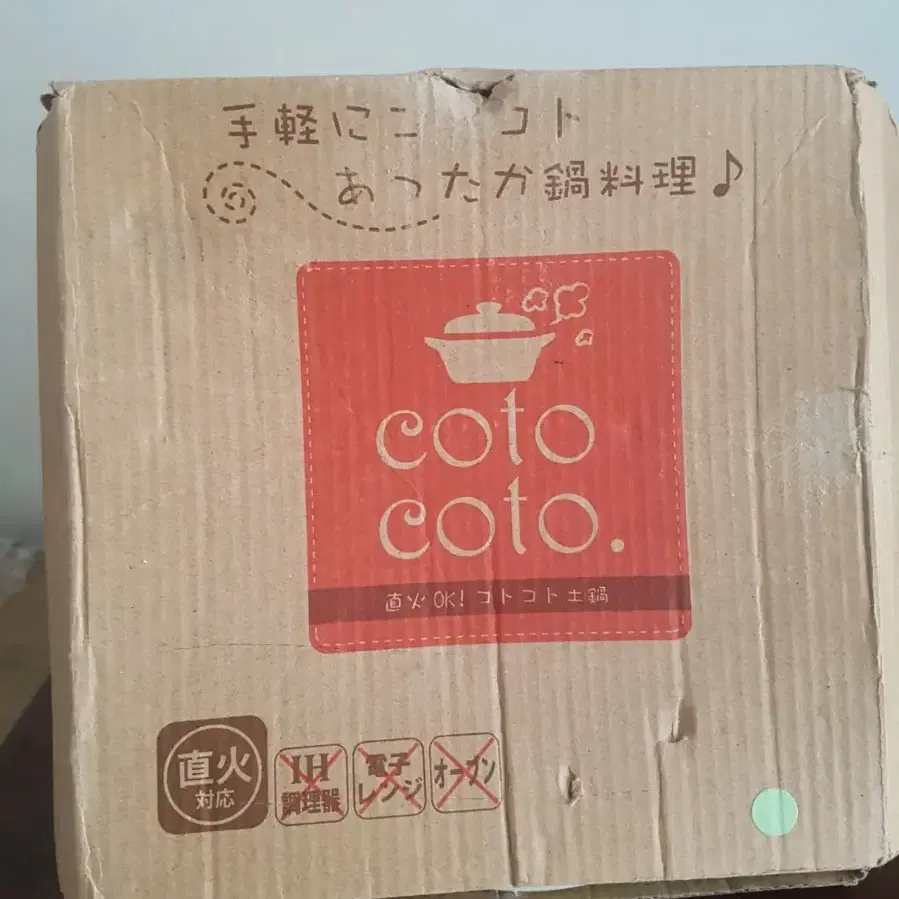 手軽にコ コト
あったか鍋料理♪
coto
coto.
直火OK!コトコト土鍋
直火
対応
IH
調理器
電子
レンジ
オーブン